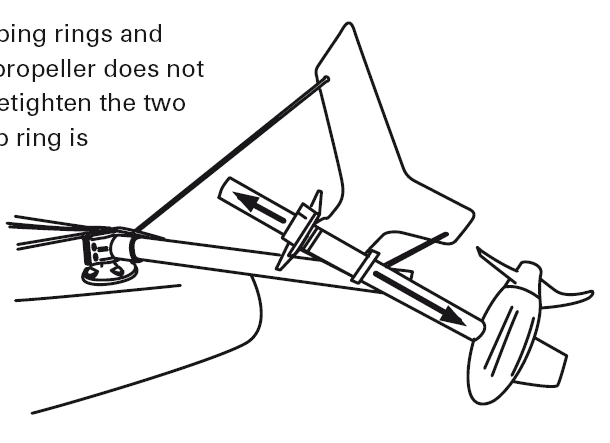 ping rings and
propeller does not
etighten the two
p ring is